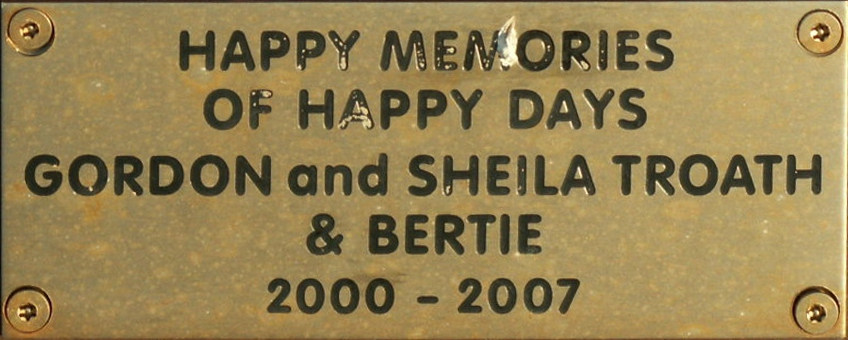 HAPPY MEMORIES
OF HAPPY DAYS
GORDON and SHEILA TROATH
& BERTIE
2000 - 2007